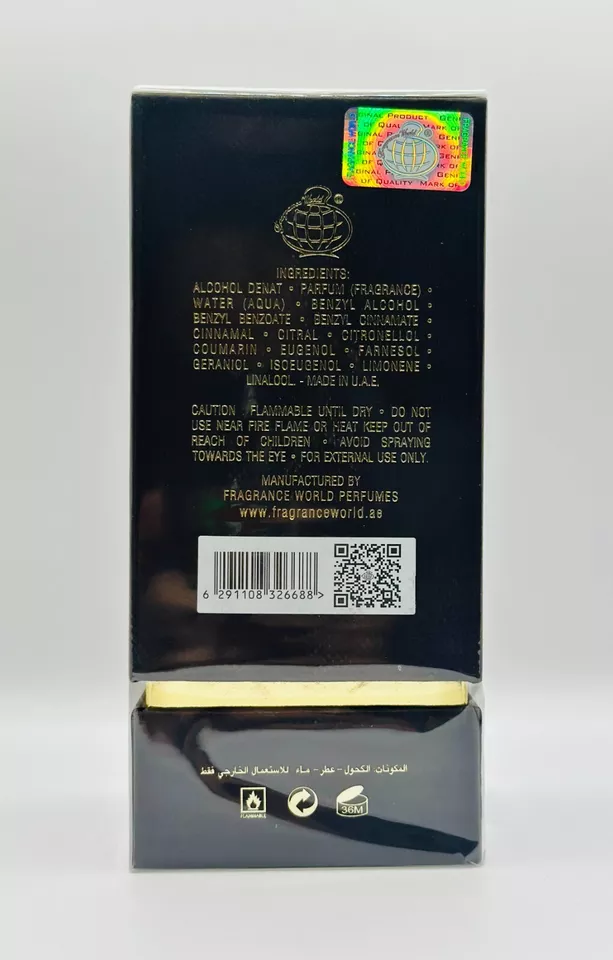 Fragrance World ®
INGREDIENTS:
ALCOHOL DENAT • PARFUM (FRAGRANCE) •
WATER (AQUA) • BENZYL ALCOHOL •
BENZYL BENZOATE • BENZYL CINNAMATE •
CINNAMAL • CITRAL • CITRONELLOL •
COUMARIN • EUGENOL • FARNESOL •
GERANIOL • ISOEUGENOL • LIMONENE •
LINALOOL. - MADE IN U.A.E.
CAUTION : FLAMMABLE UNTIL DRY • DO NOT
USE NEAR FIRE FLAME OR HEAT KEEP OUT OF
REACH OF CHILDREN • AVOID SPRAYING
TOWARDS THE EYE • FOR EXTERNAL USE ONLY.
MANUFACTURED BY
FRAGRANCE WORLD PERFUMES
www.fragranceworld.ae
6 291108 326688 >
المكونات: الكحول - عطر - ماء للاستعمال الخارجي فقط
FLAMMABLE
36M